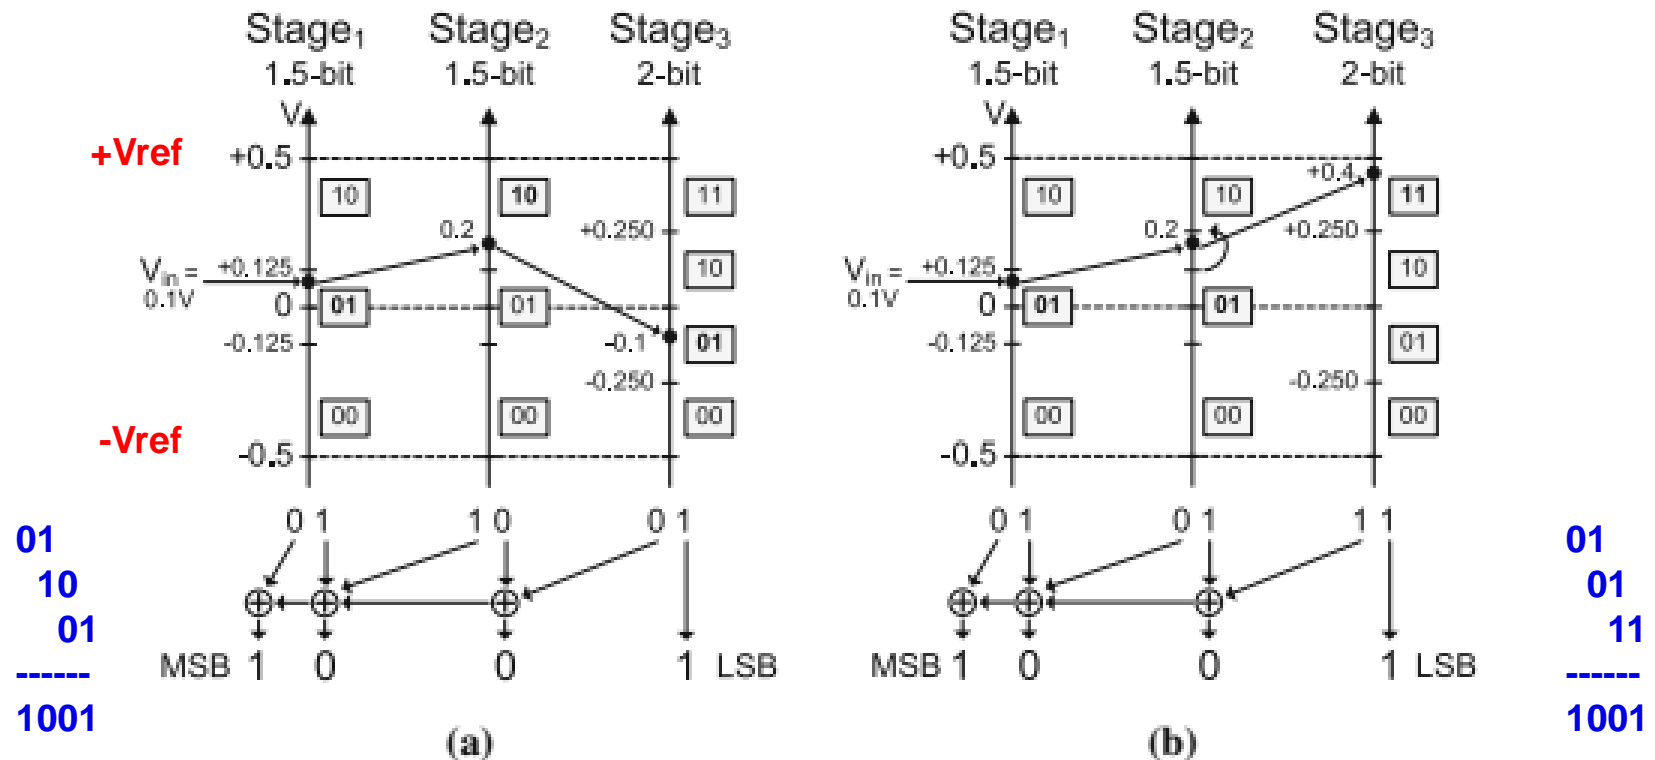 Stage₁ Stage₂ Stage₃
1.5-bit 1.5-bit 2-bit
V
+Vref
+0.5
10 10 11
0.2 +0.250
+0.125 10
Vin =
0.1V
0 01 01
-0.125 -0.1 01
-0.250
00 00 00
-Vref
-0.5
0 1 1 0 0 1
01
10
01
------
1001
MSB 1 0 0 1 LSB
(a)
Stage₁ Stage₂ Stage₃
1.5-bit 1.5-bit 2-bit
V
+0.5
+0.4
10 10 11
0.2 +0.250
+0.125 10
Vin =
0.1V
0 01 01
-0.125 01
-0.250
00 00 00
-0.5
0 1 0 1 1 1
01
01
11
------
1001
MSB 1 0 0 1 LSB
(b)